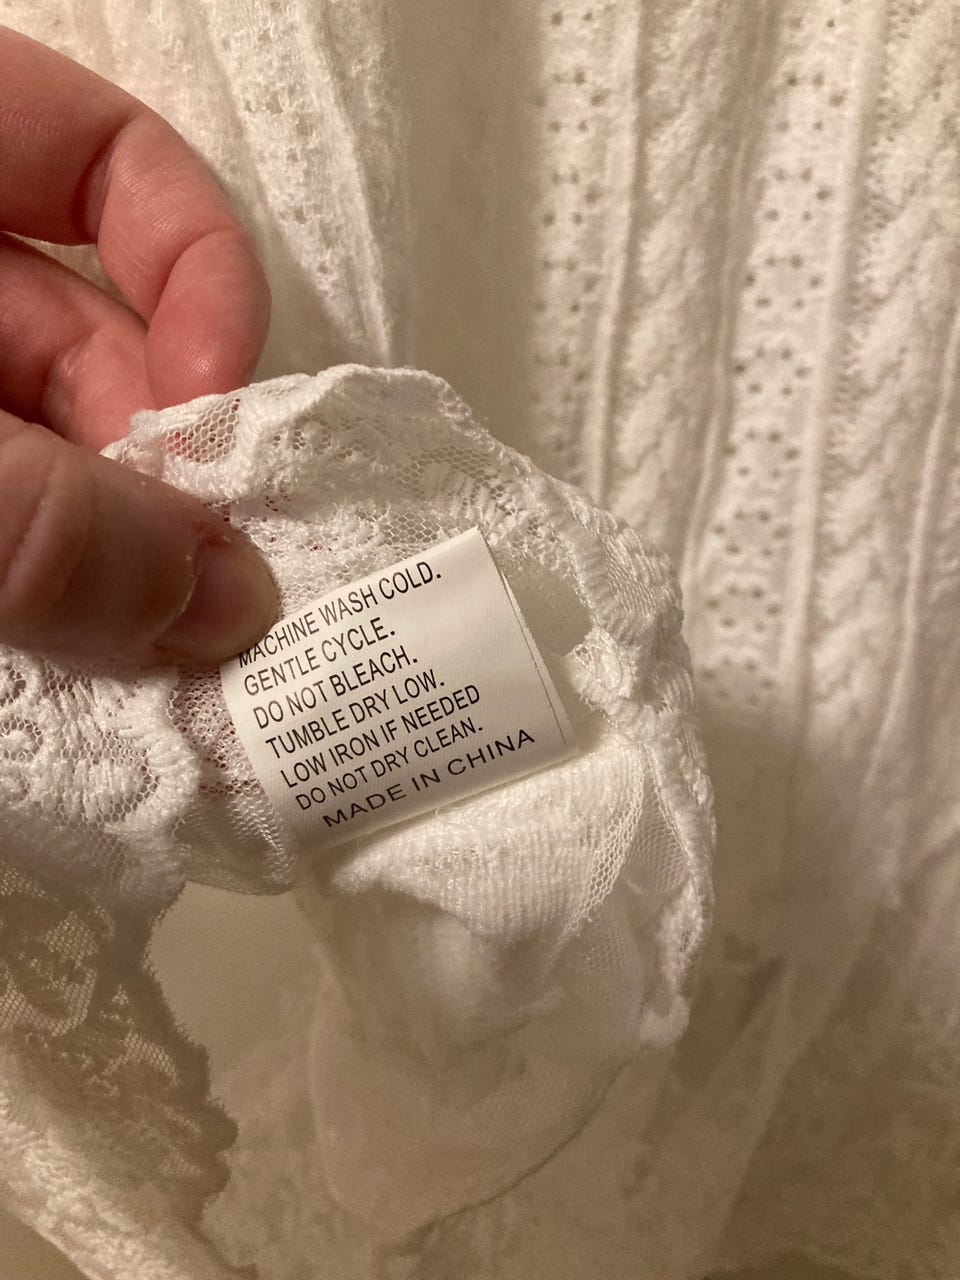 MACHINE WASH COLD.
GENTLE CYCLE.
DO NOT BLEACH.
TUMBLE DRY LOW.
LOW IRON IF NEEDED
DO NOT DRY CLEAN.
MADE IN CHINA